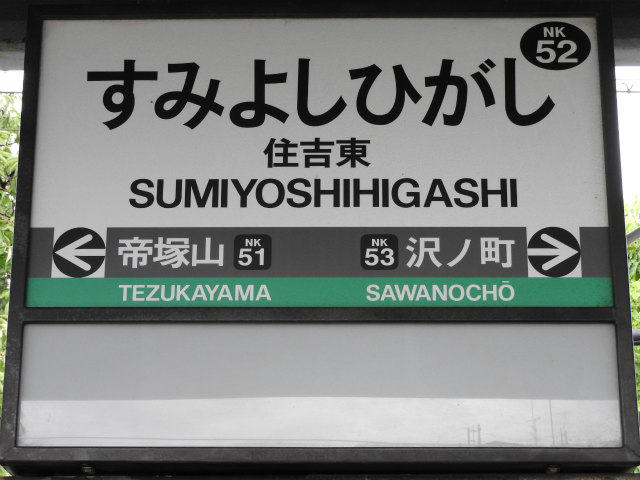 NK
52
すみよしひがし
住吉東
SUMIYOSHIHIGASHI
帝塚山 NK 51 NK 53 沢ノ町
TEZUKAYAMA SAWANOCHŌ